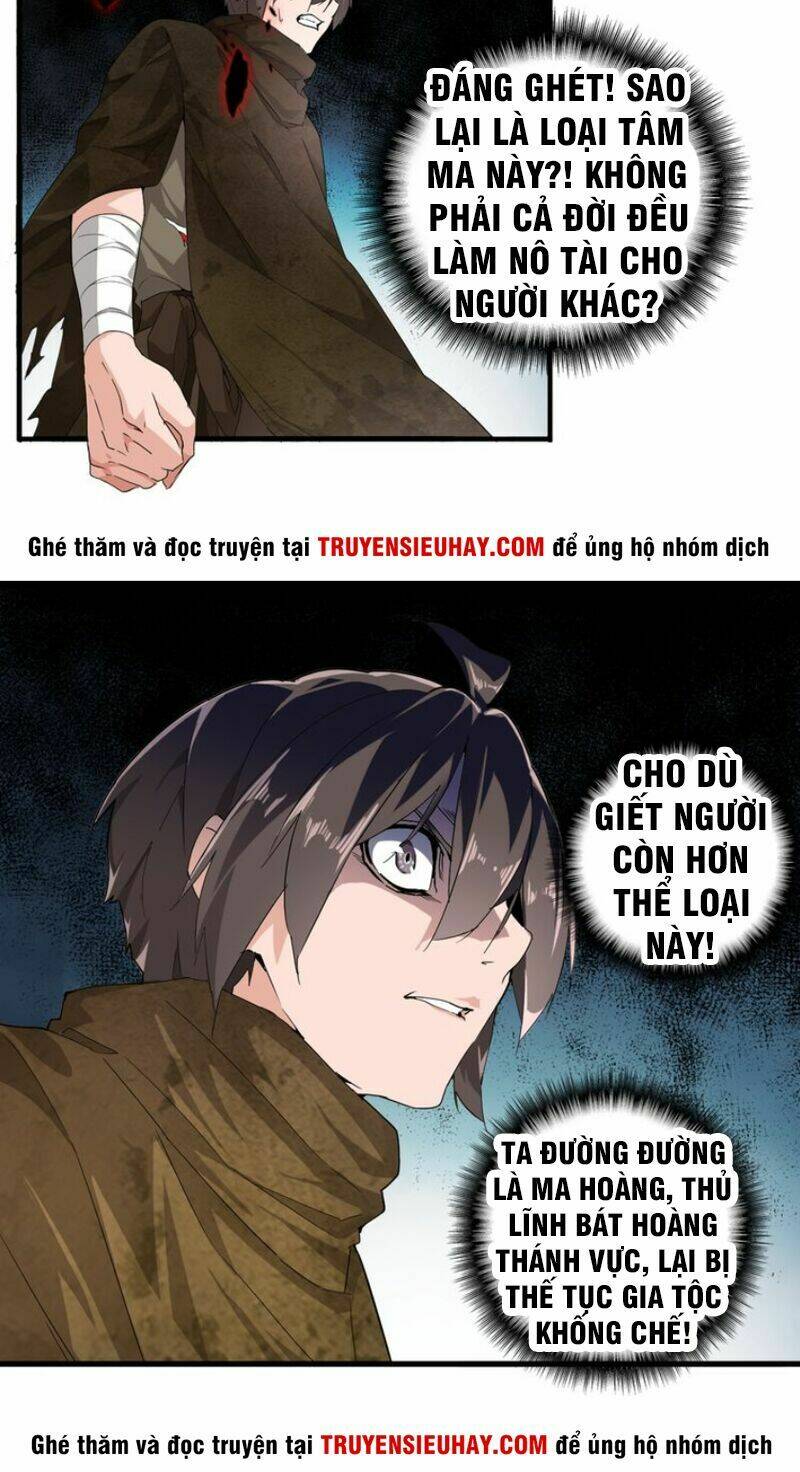 ĐÁNG GHÉT! SAO
LẠI LÀ LOẠI TÂM
MA NÀY?! KHÔNG
PHẢI CẢ ĐỜI ĐỀU
LÀM NÔ TÀI CHO
NGƯỜI KHÁC?
Ghé thăm và đọc truyện tại TRUYENSIEUHAY.COM để ủng hộ nhóm dịch
CHO DÙ
GIẾT NGƯỜI
CÒN HƠN
THỂ LOẠI
NÀY!
TA ĐƯỜNG ĐƯỜNG
LÀ MA HOÀNG, THỦ
LĨNH BÁT HOÀNG
THÁNH VỰC, LẠI BỊ
THẾ TỤC GIA TỘC
KHỐNG CHẾ!
Ghé thăm và đọc truyện tại TRUYENSIEUHAY.COM để ủng hộ nhóm dịch